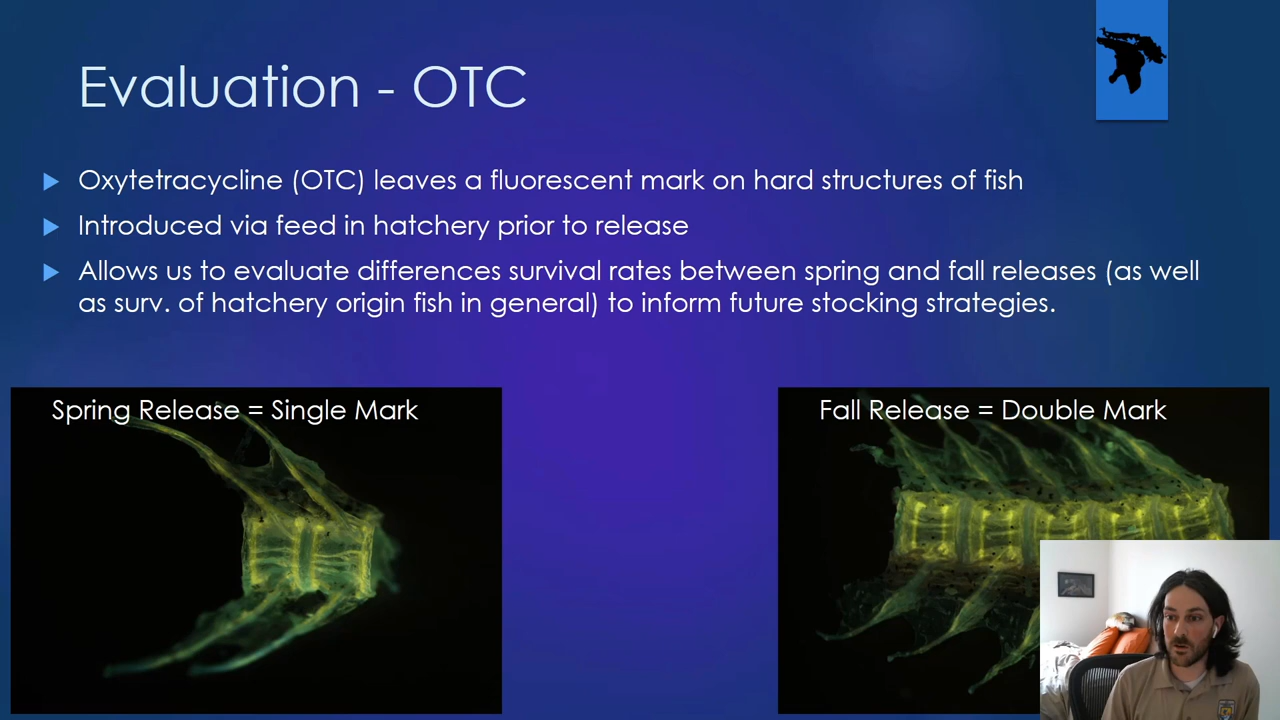 Evaluation - OTC
Oxytetracycline (OTC) leaves a fluorescent mark on hard structures of fish
Introduced via feed in hatchery prior to release
Allows us to evaluate differences survival rates between spring and fall releases (as well
as surv. of hatchery origin fish in general) to inform future stocking strategies.
Spring Release = Single Mark
Fall Release = Double Mark